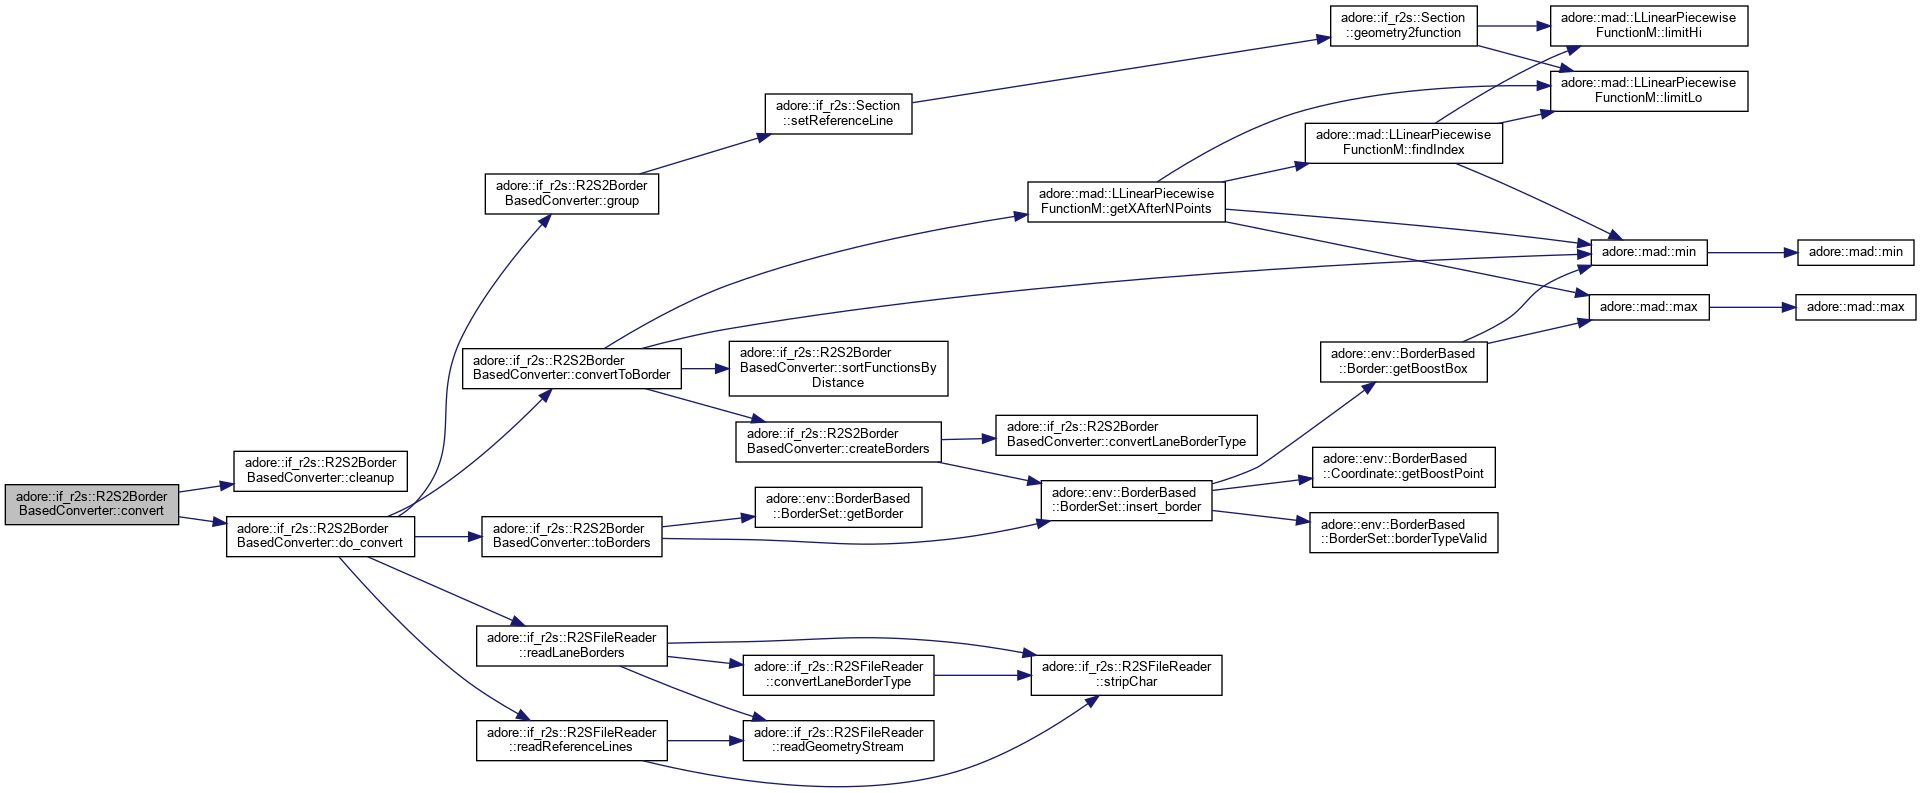 adore::if_r2s::R2S2Border
BasedConverter::convert
adore::if_r2s::R2S2Border
BasedConverter::cleanup
adore::if_r2s::R2S2Border
BasedConverter::do_convert
adore::if_r2s::R2S2Border
BasedConverter::group
adore::if_r2s::R2S2Border
BasedConverter::convertToBorder
adore::if_r2s::R2S2Border
BasedConverter::toBorders
adore::if_r2s::R2SFileReader
::readLaneBorders
adore::if_r2s::R2SFileReader
::readReferenceLines
adore::if_r2s::Section
::setReferenceLine
adore::if_r2s::R2S2Border
BasedConverter::sortFunctionsBy
Distance
adore::if_r2s::R2S2Border
BasedConverter::createBorders
adore::env::BorderBased
::BorderSet::getBorder
adore::if_r2s::R2SFileReader
::convertLaneBorderType
adore::if_r2s::R2SFileReader
::readGeometryStream
adore::mad::LLinearPiecewise
FunctionM::getXAfterNPoints
adore::if_r2s::R2S2Border
BasedConverter::convertLaneBorderType
adore::env::BorderBased
::BorderSet::insert_border
adore::if_r2s::R2SFileReader
::stripChar
adore::if_r2s::Section
::geometry2function
adore::mad::LLinearPiecewise
FunctionM::findIndex
adore::env::BorderBased
::Border::getBoostBox
adore::env::BorderBased
::Coordinate::getBoostPoint
adore::env::BorderBased
::BorderSet::borderTypeValid
adore::mad::LLinearPiecewise
FunctionM::limitHi
adore::mad::LLinearPiecewise
FunctionM::limitLo
adore::mad::min
adore::mad::max
adore::mad::min
adore::mad::max